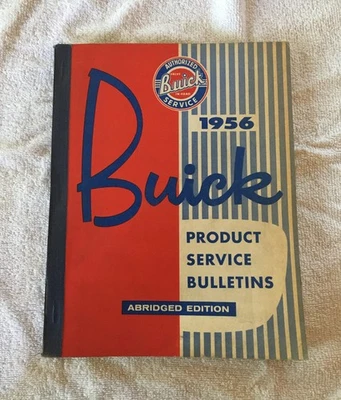 AUTHORIZED
Buick
SERVICE
1956
Buick
PRODUCT
SERVICE
BULLETINS
ABRIDGED EDITION